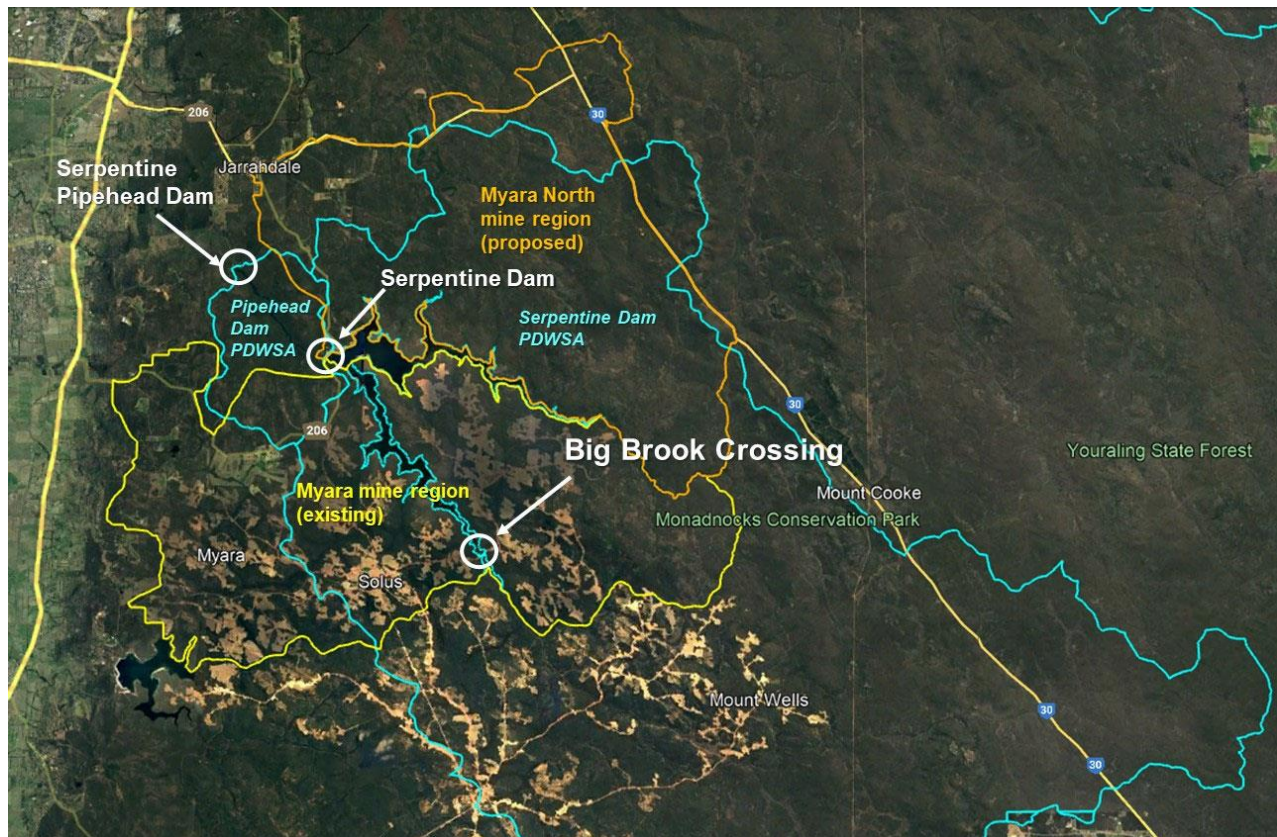 206
30
Jarrahdale
Serpentine
Pipehead Dam
Myara North
mine region
(proposed)
Serpentine Dam
Pipehead
Dam
PDWSA
Serpentine Dam
PDWSA
206
30
Big Brook Crossing
Youraling State Forest
Myara mine region
(existing)
Mount Cooke
Monadnocks Conservation Park
Myara
Solus
Mount Wells
30
30